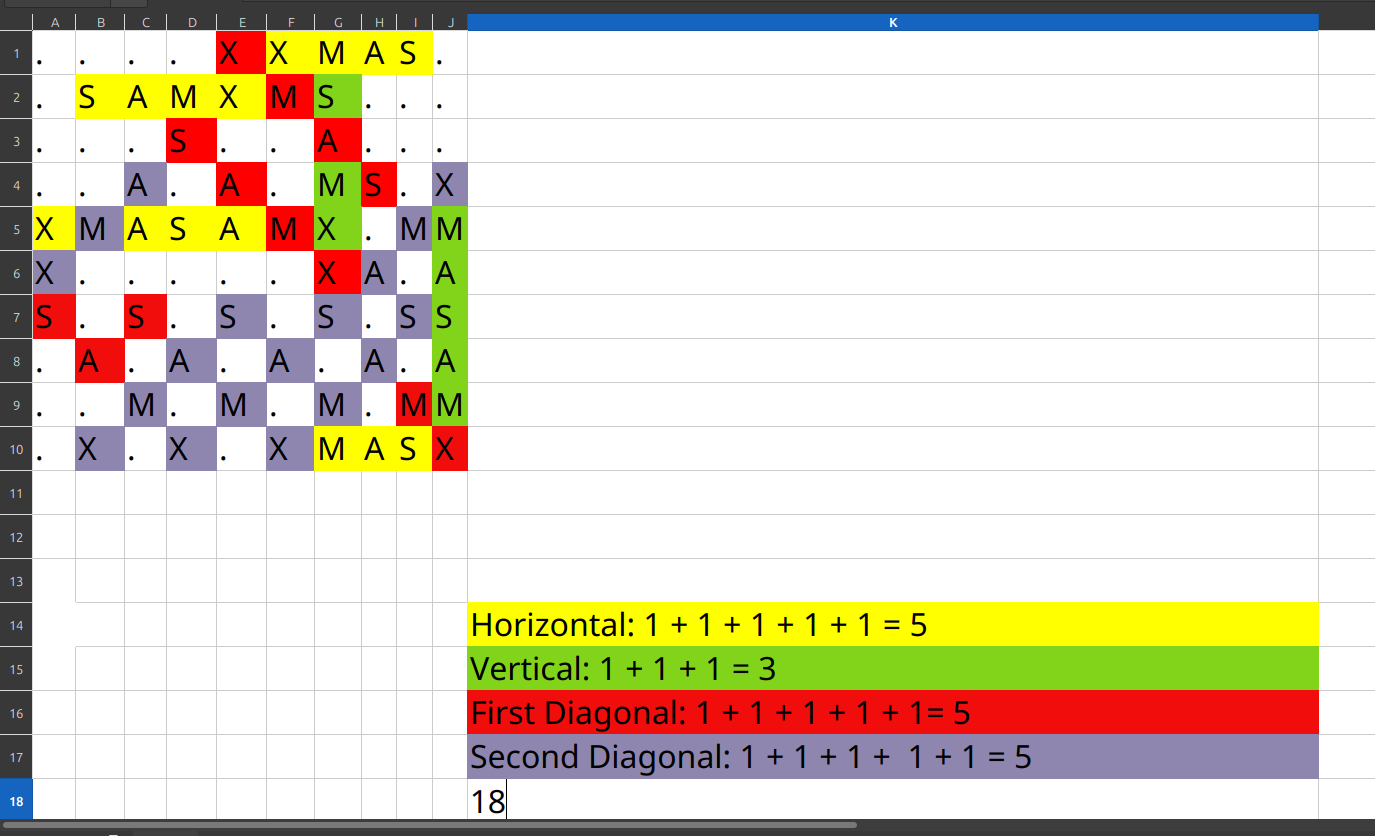 A B C D E F G H I J K
1 . . . . X X M A S .
2 . S A M X M S . . .
3 . . . S . . A . . .
4 . . A . A . M S . X
5 X M A S A M X . M M
6 X . . . . . X A . A
7 S . S . S . S . S S
8 . A . A . A . A . A
9 . . M . M . M . M M
10 . X . X . X M A S X
11
12
13
14 Horizontal: 1 + 1 + 1 + 1 + 1 = 5
15 Vertical: 1 + 1 + 1 = 3
16 First Diagonal: 1 + 1 + 1 + 1 + 1= 5
17 Second Diagonal: 1 + 1 + 1 +  1 + 1 = 5
18 18